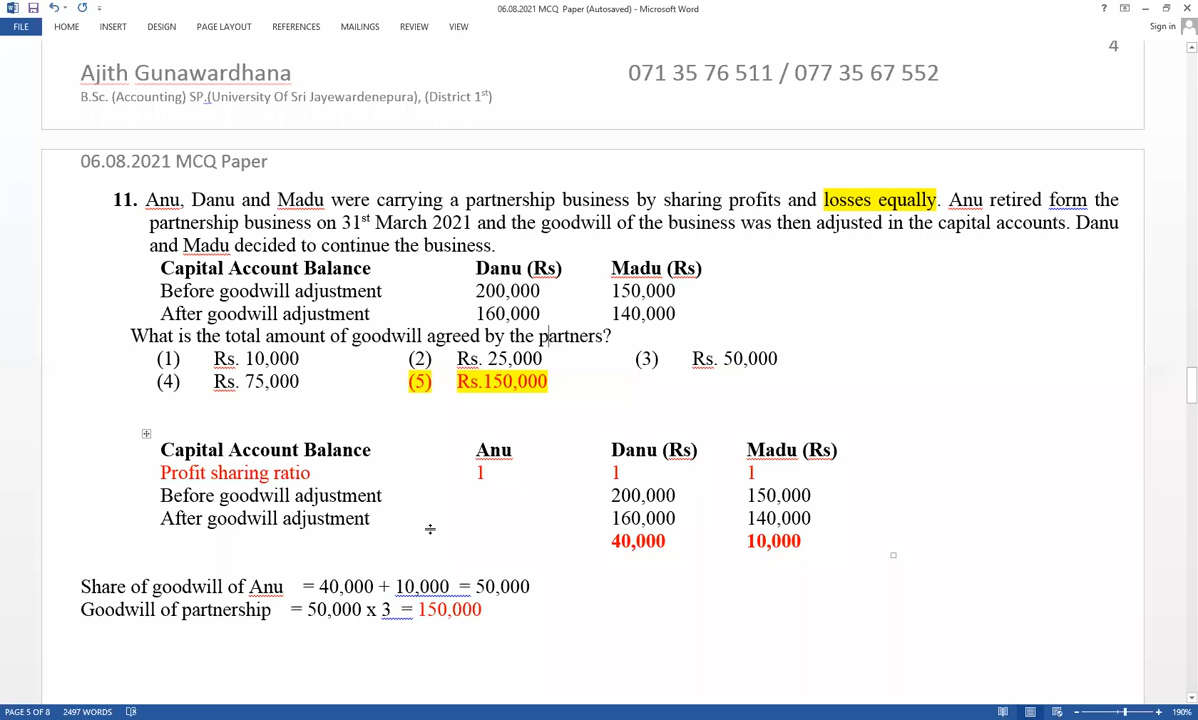 06.08.2021 MCQ Paper (Autosaved) - Microsoft Word
Sign in
FILE HOME INSERT DESIGN PAGE LAYOUT REFERENCES MAILINGS REVIEW VIEW
4
Ajith Gunawardhana 071 35 76 511 / 077 35 67 552
B.Sc. (Accounting) SP.(University Of Sri Jayewardenepura), (District 1st)
06.08.2021 MCQ Paper
11. Anu, Danu and Madu were carrying a partnership business by sharing profits and losses equally. Anu retired form the
partnership business on 31st March 2021 and the goodwill of the business was then adjusted in the capital accounts. Danu
and Madu decided to continue the business.
Capital Account Balance Danu (Rs) Madu (Rs)
Before goodwill adjustment 200,000 150,000
After goodwill adjustment 160,000 140,000
What is the total amount of goodwill agreed by the partners?
(1) Rs. 10,000 (2) Rs. 25,000 (3) Rs. 50,000
(4) Rs. 75,000 (5) Rs.150,000
Capital Account Balance Anu Danu (Rs) Madu (Rs)
Profit sharing ratio 1 1 1
Before goodwill adjustment 200,000 150,000
After goodwill adjustment 160,000 140,000
40,000 10,000
Share of goodwill of Anu = 40,000 + 10,000 = 50,000
Goodwill of partnership = 50,000 x 3 = 150,000
PAGE 5 OF 8 2497 WORDS 190%